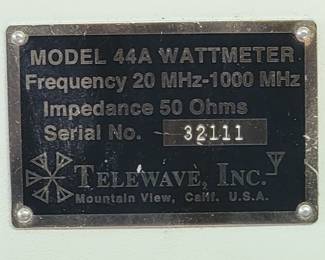 MODEL 44A WATTMETER
Frequency 20 MHz-1000 MHz
Impedance 50 Ohms
Serial No. 32111
TELEWAVE, INC.
Mountain View, Calif. U.S.A.